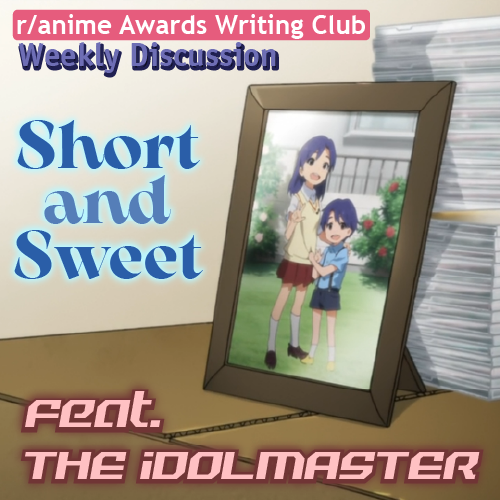 r/anime Awards Writing Club
Weekly Discussion
Short
and
Sweet
feat.
THE iDOLMASTER